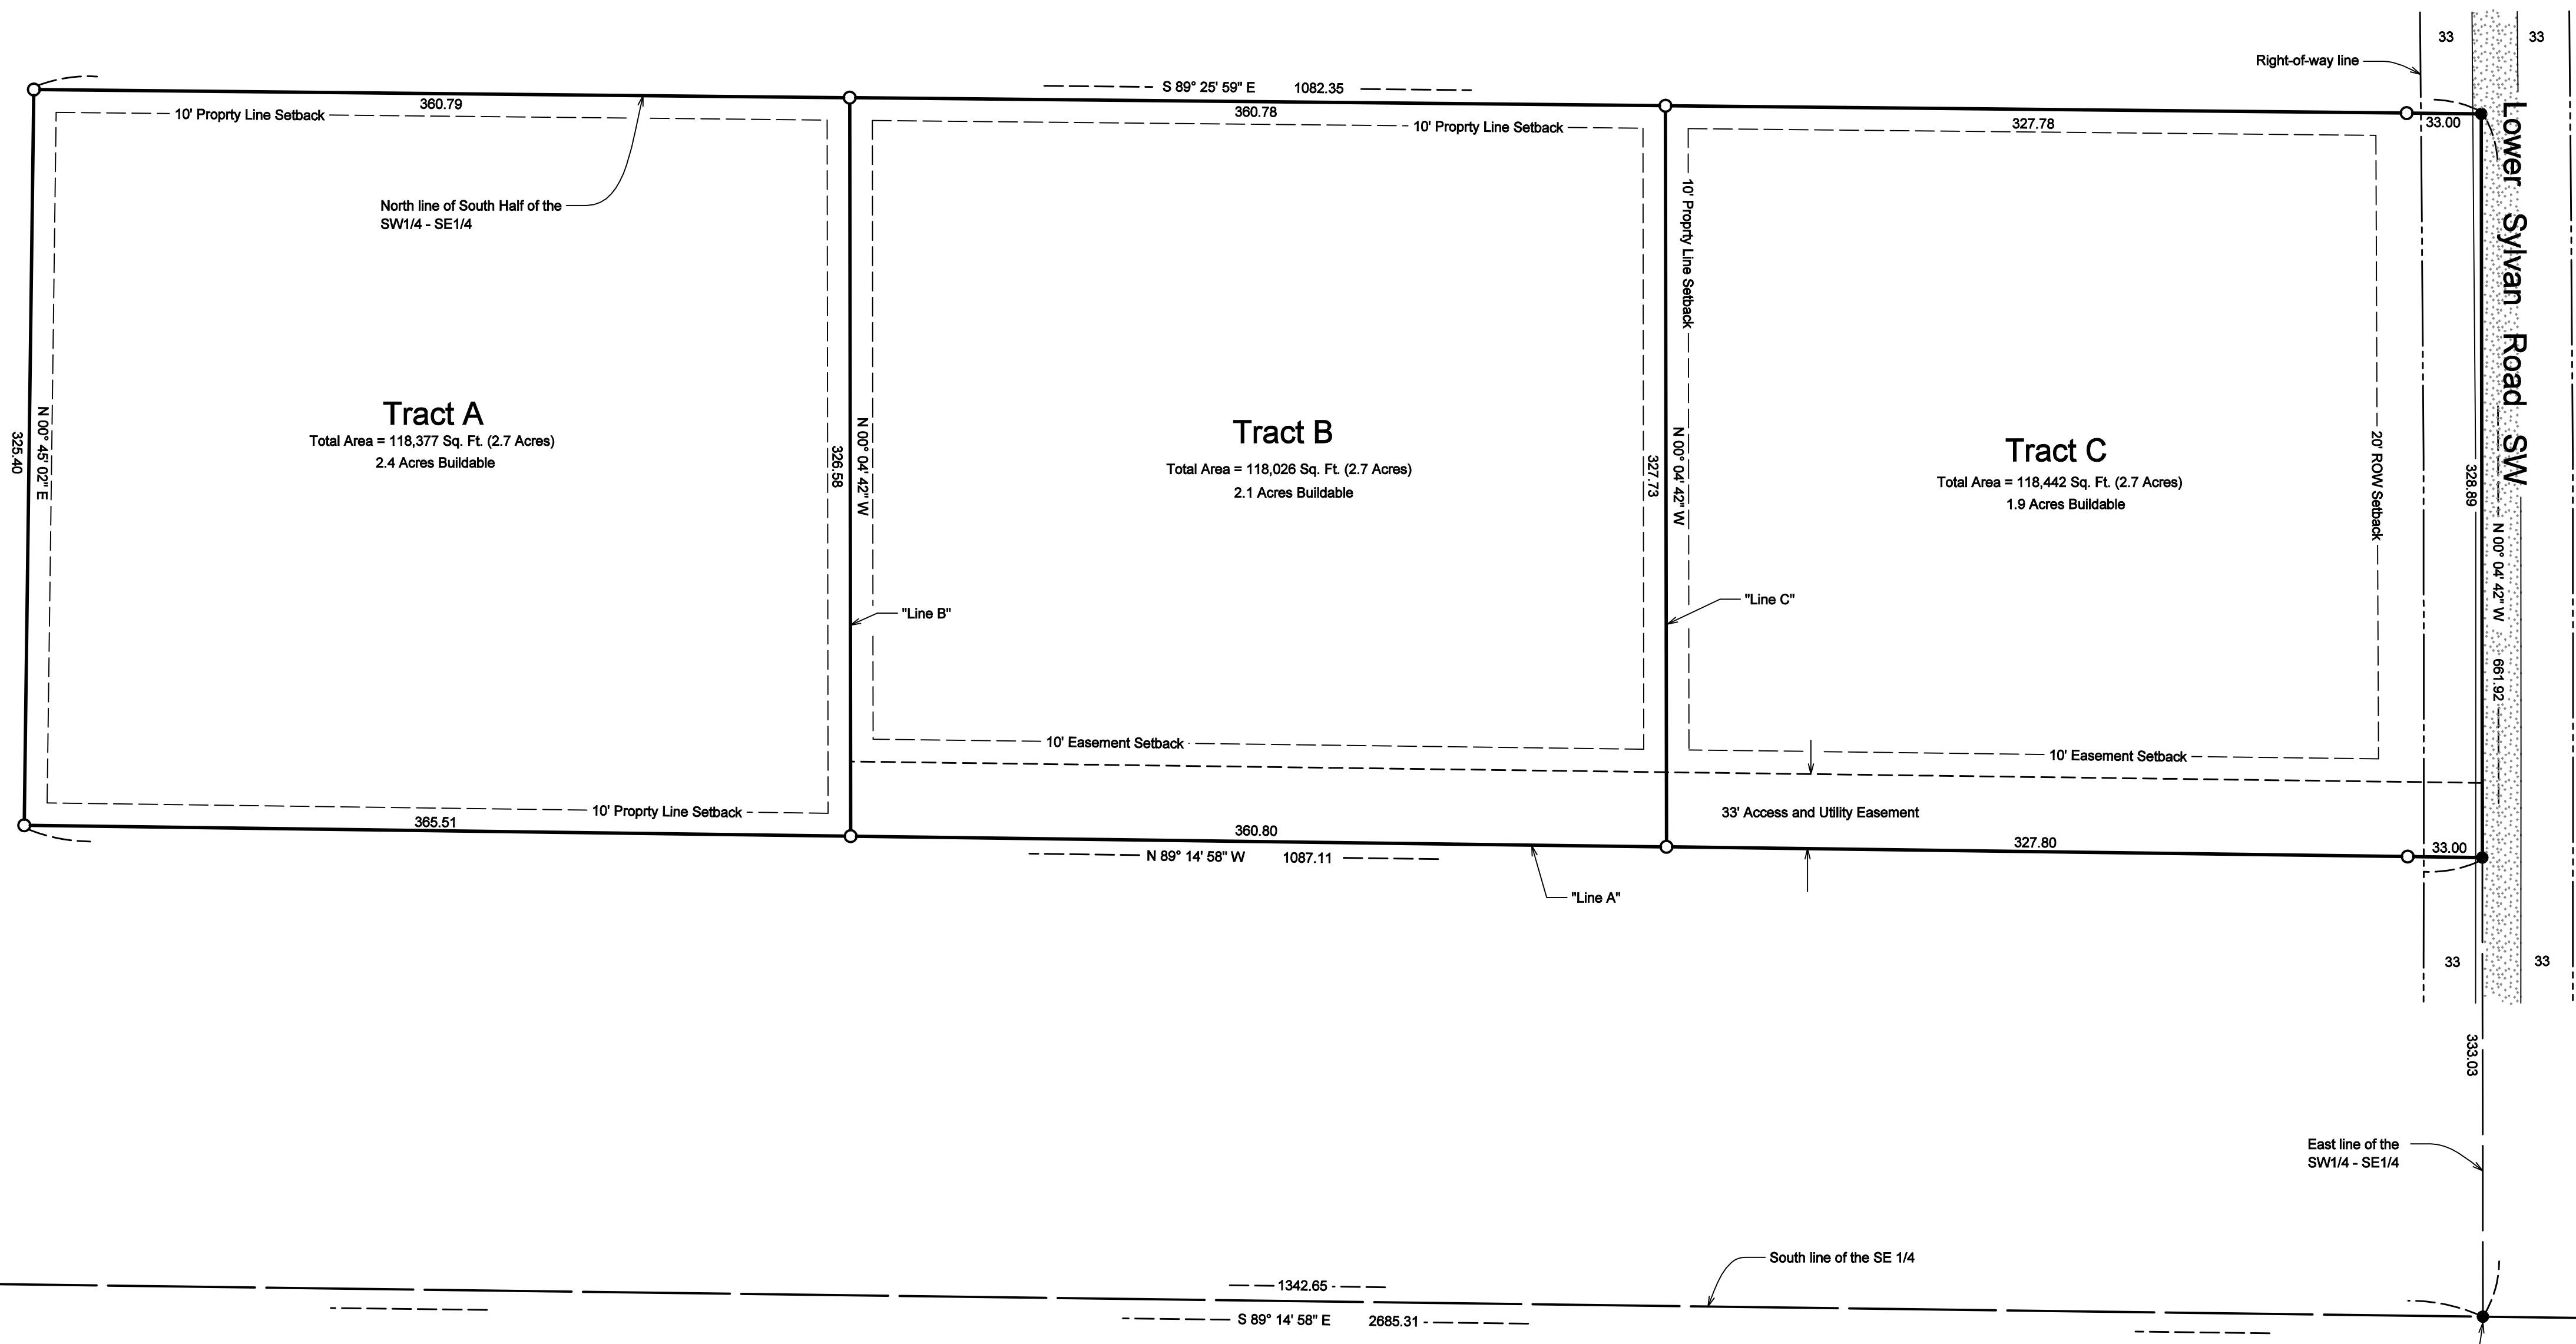 33
33
Right-of-way line
S 89° 25' 59" E 1082.35
360.79
360.78
327.78
33.00
10' Proprty Line Setback
10' Proprty Line Setback
10' Proprty Line Setback
North line of South Half of the
SW1/4 - SE1/4
Lower Sylvan Road SW
Tract A
Total Area = 118,377 Sq. Ft. (2.7 Acres)
2.4 Acres Buildable
Tract B
Total Area = 118,026 Sq. Ft. (2.7 Acres)
2.1 Acres Buildable
Tract C
Total Area = 118,442 Sq. Ft. (2.7 Acres)
1.9 Acres Buildable
325.40
N 00° 45' 02" E
326.58
N 00° 04' 42" W
327.73
N 00° 04' 42" W
20' ROW Setback
328.89
N 00° 04' 42" W 661.92
"Line B"
"Line C"
10' Easement Setback
10' Easement Setback
10' Proprty Line Setback
33' Access and Utility Easement
365.51
360.80
327.80
33.00
N 89° 14' 58" W 1087.11
"Line A"
33
33
333.03
East line of the
SW1/4 - SE1/4
South line of the SE 1/4
1342.65
S 89° 14' 58" E 2685.31